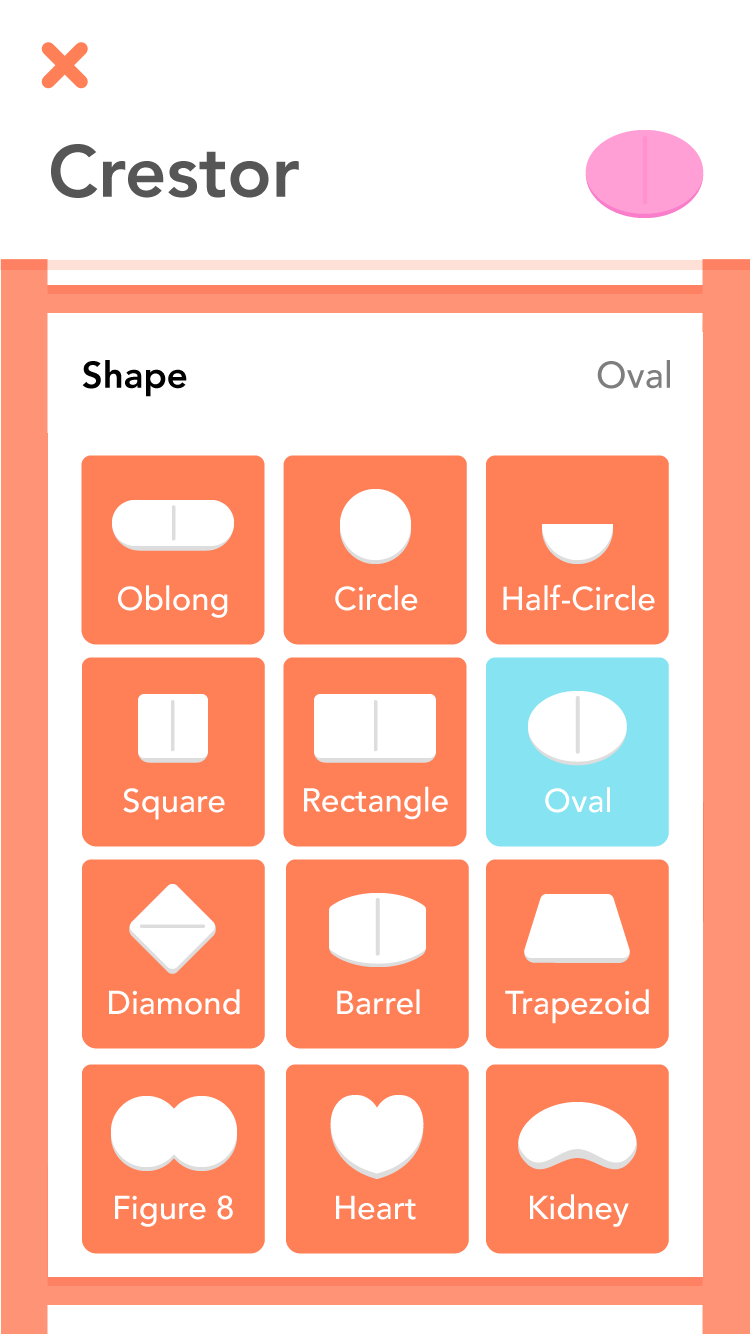 Crestor
Shape
Oval
Oblong
Circle
Half-Circle
Square
Rectangle
Oval
Diamond
Barrel
Trapezoid
Figure 8
Heart
Kidney